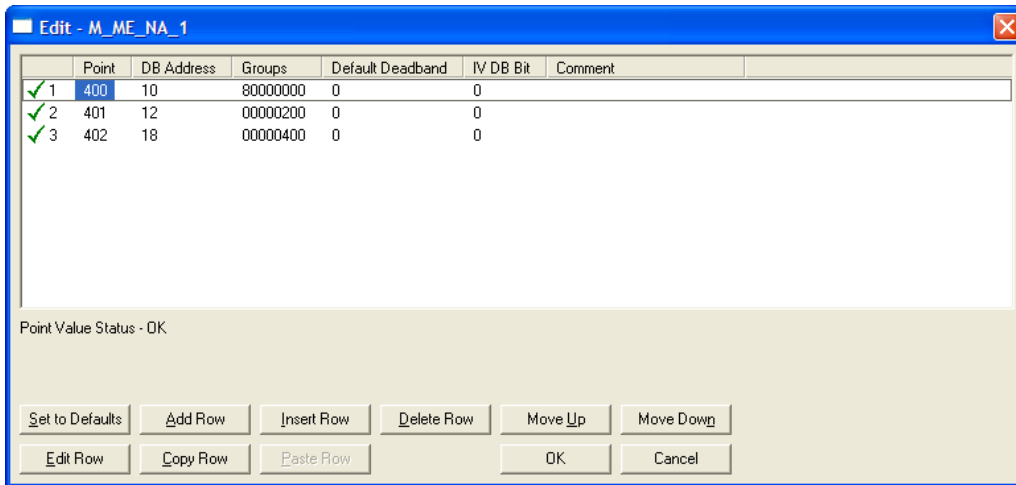 Edit - M_ME_NA_1
Point DB Address Groups Default Deadband IV DB Bit Comment
1 400 10 80000000 0 0
2 401 12 00000200 0 0
3 402 18 00000400 0 0
Point Value Status - OK
Set to Defaults Add Row Insert Row Delete Row Move Up Move Down
Edit Row Copy Row Paste Row OK Cancel